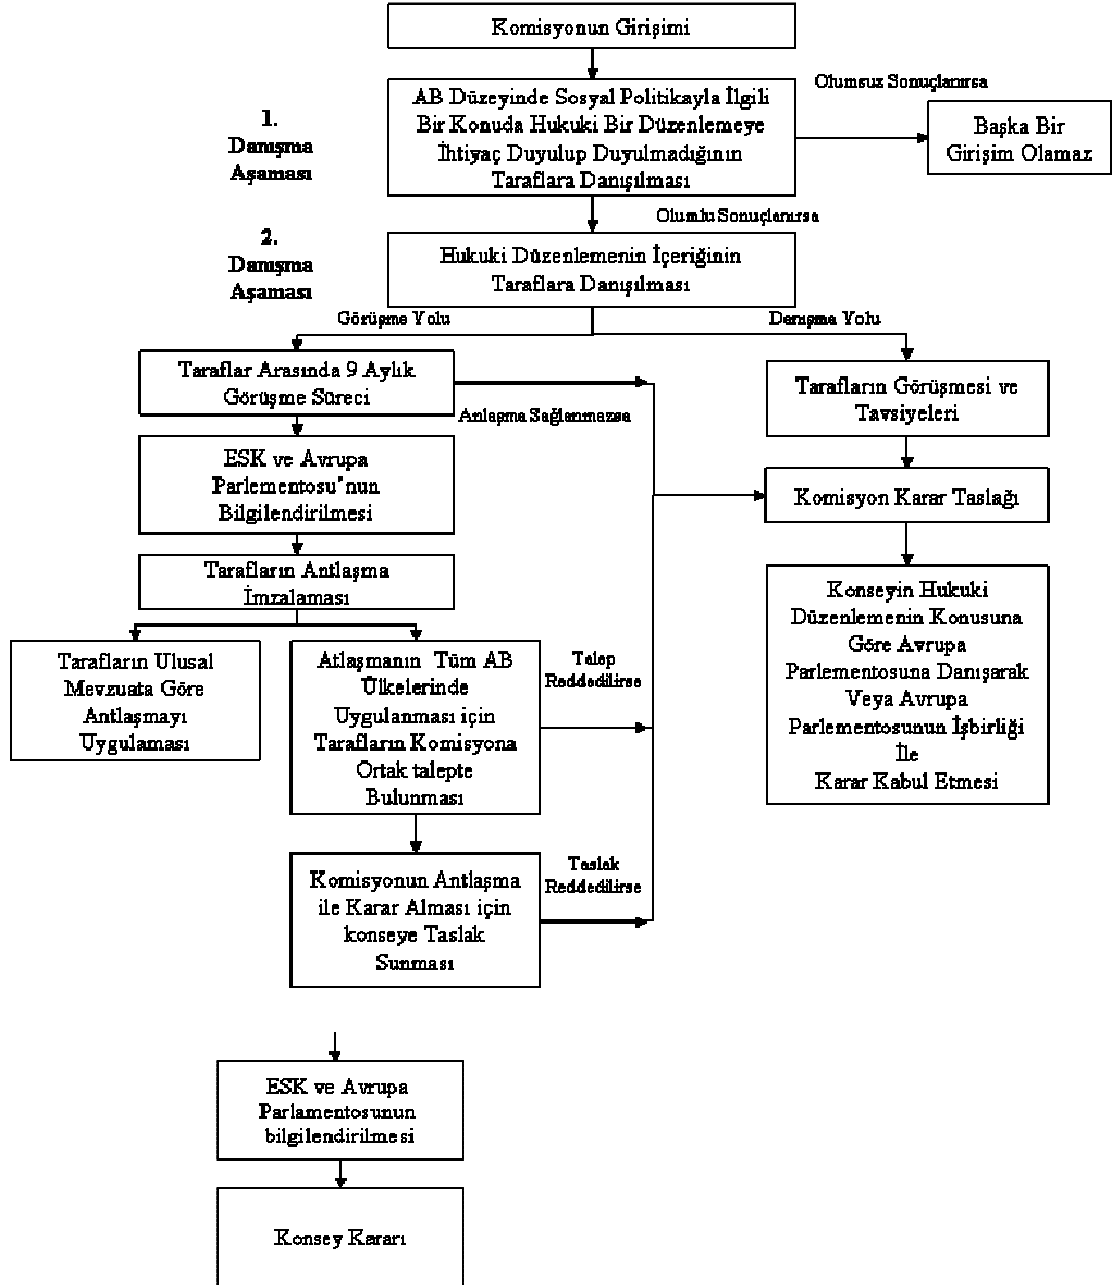 Komisyonun Girişimi
Olumsuz Sonuçlanırsa
AB Düzeyinde Sosyal Politikayla İlgili
Bir Konuda Hukuki Bir Düzenlemeye
İhtiyaç Duyulup Duyulmadığının
Taraflara Danışılması
1.
Danışma
Aşaması
Başka Bir
Girişim Olamaz
Olumlu Sonuçlanırsa
2.
Danışma
Aşaması
Hukuki Düzenlemenin İçeriğinin
Taraflara Danışılması
Görüşme Yolu
Danışma Yolu
Taraflar Arasında 9 Aylık
Görüşme Süreci
Anlaşma Sağlanmazsa
Tarafların Görüşmesi ve
Tavsiyeleri
ESK ve Avrupa
Parlementosu'nun
Bilgilendirilmesi
Komisyon Karar Taslağı
Tarafların Antlaşma
İmzalaması
Konseyin Hukuki
Düzenlemenin Konusuna
Göre Avrupa
Parlementosuna Danışarak
Veya Avrupa
Parlementosunun İşbirliği
İle
Karar Kabul Etmesi
Tarafların Ulusal
Mevzuata Göre
Antlaşmayı
Uygulaması
Atlaşmanın Tüm AB
Ülkelerinde
Uygulanması için
Tarafların Komisyona
Ortak talepte
Bulunması
Talep
Reddedilirse
Komisyonun Antlaşma
ile Karar Alması için
konseye Taslak
Sunması
Taslak
Reddedilirse
ESK ve Avrupa
Parlamentosunun
bilgilendirilmesi
Konsey Kararı